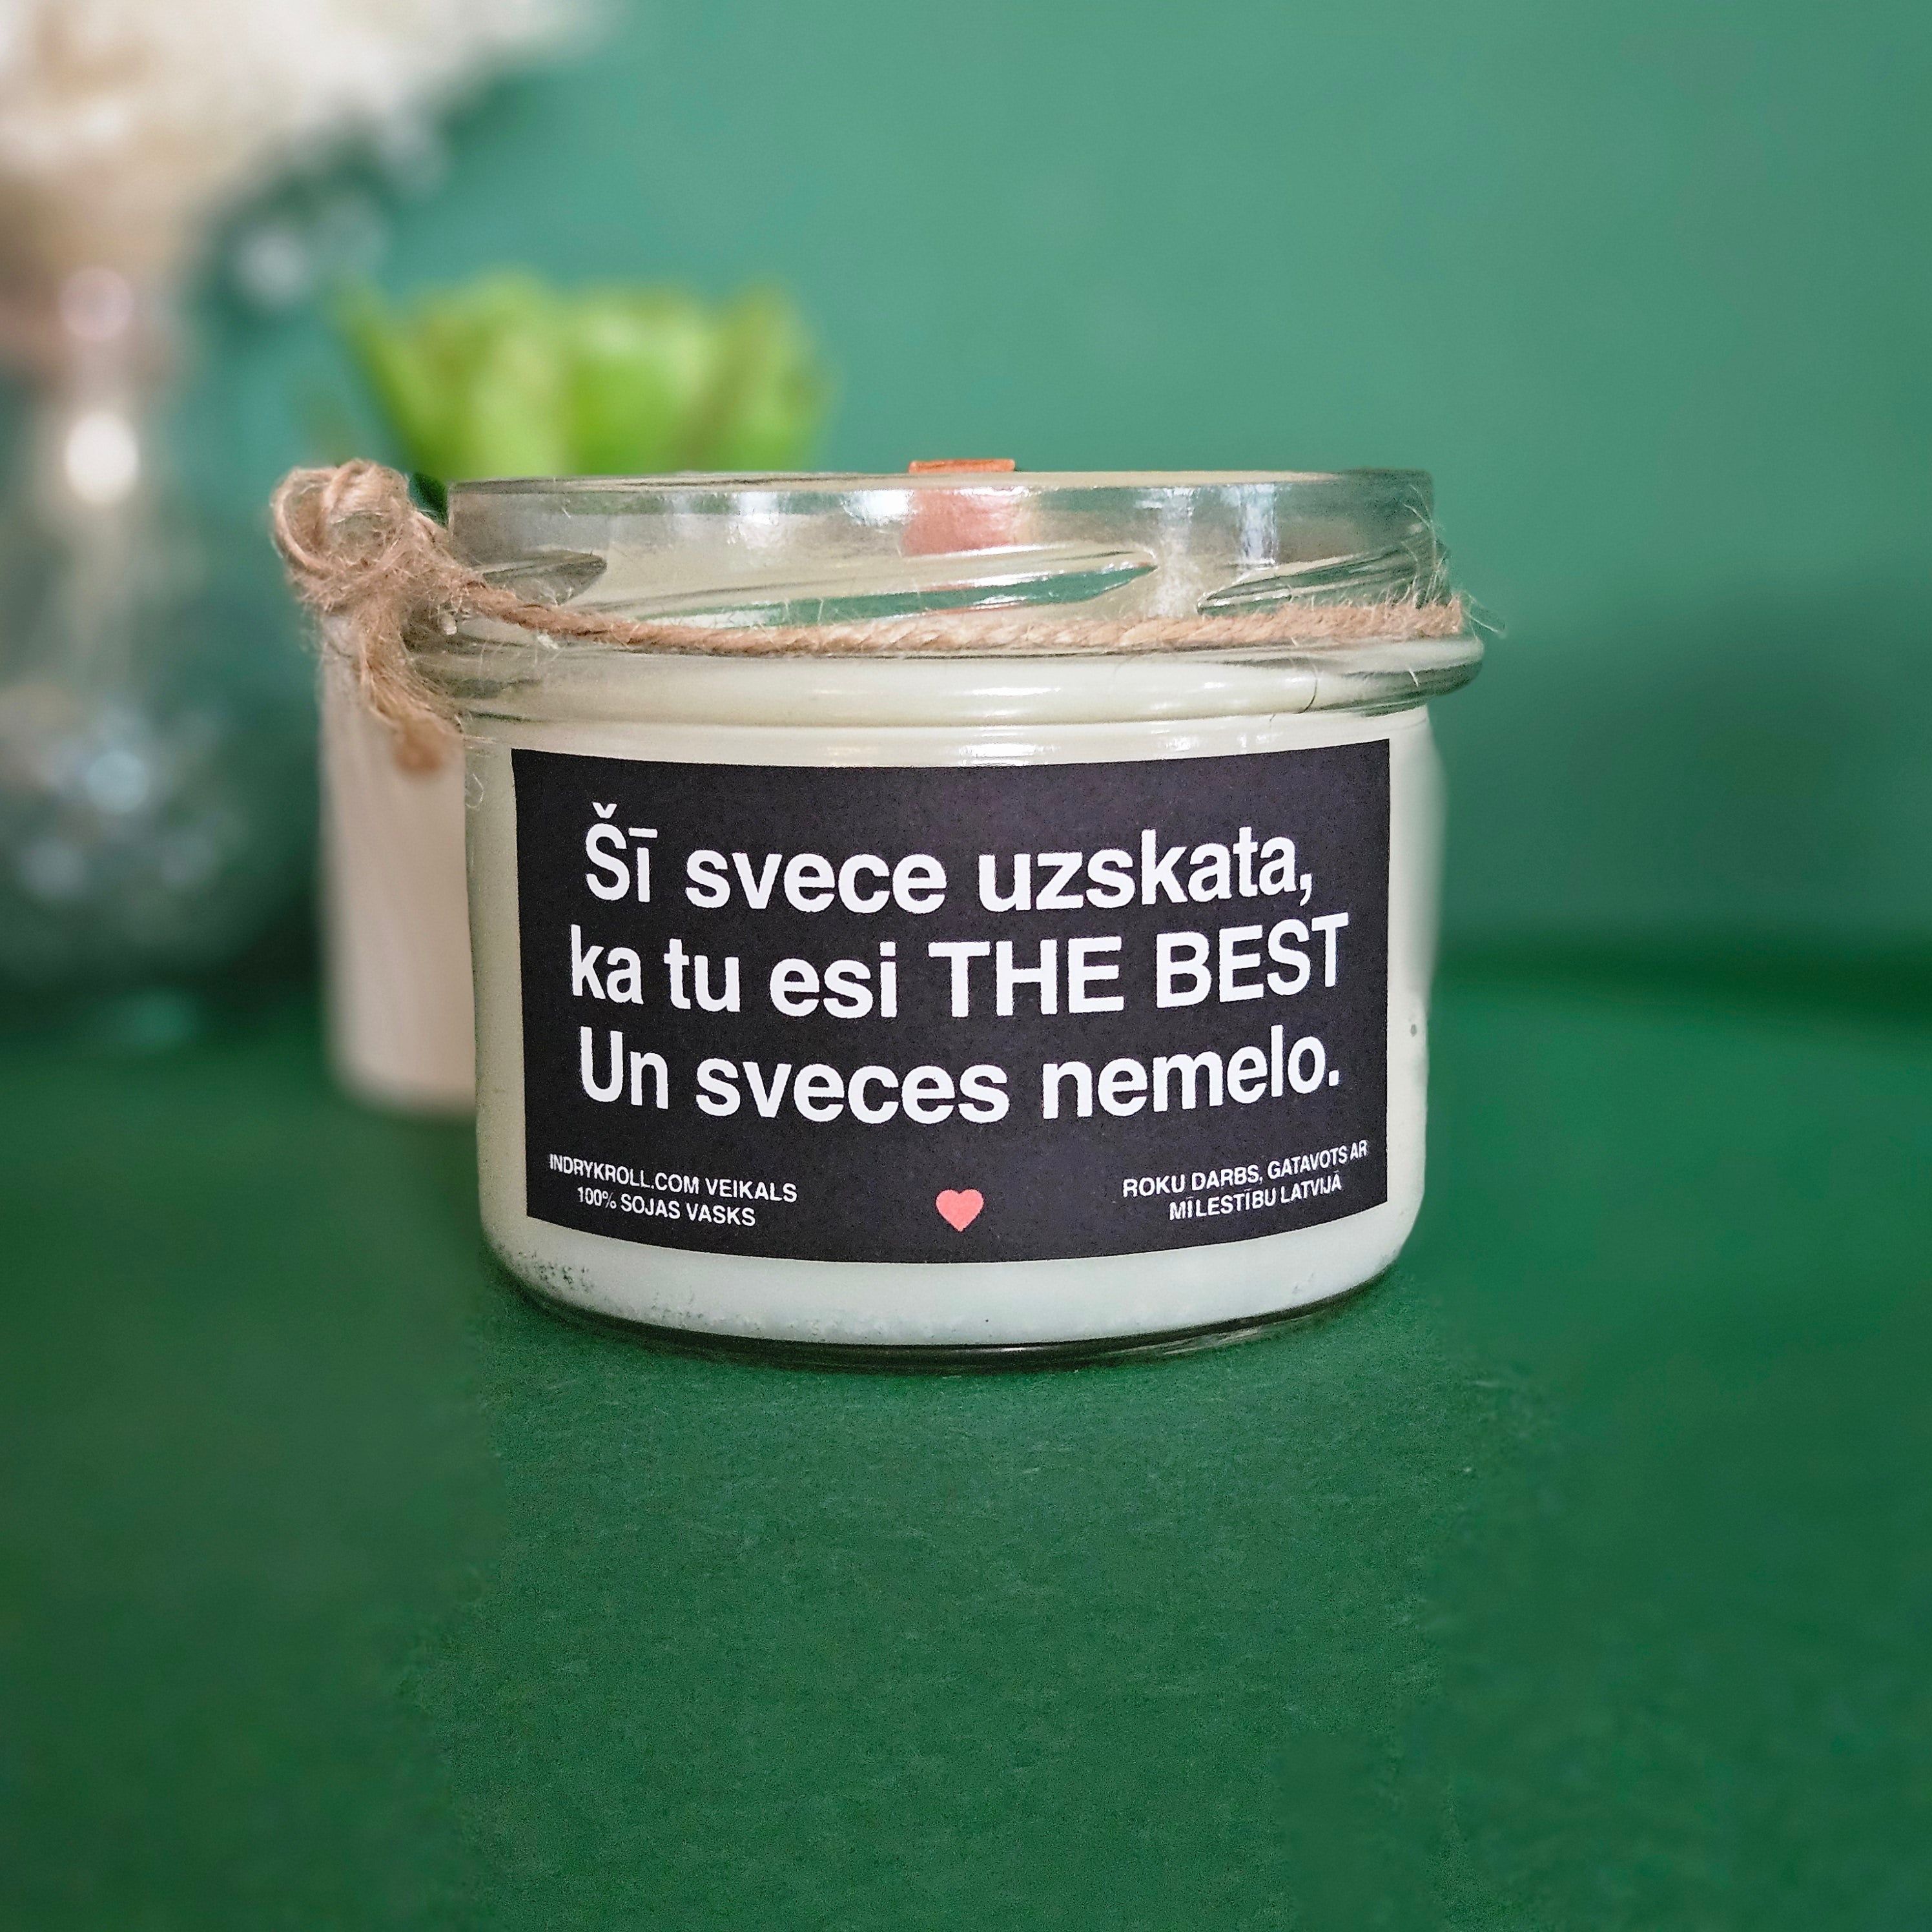 Šī svece uzskata,
ka tu esi THE BEST
Un sveces nemelo.
INDRYKROLL.COM VEIKALS
100% SOJAS VASKS
ROKU DARBS, GATAVOTS AR
MĪLESTĪBU LATVIJĀ